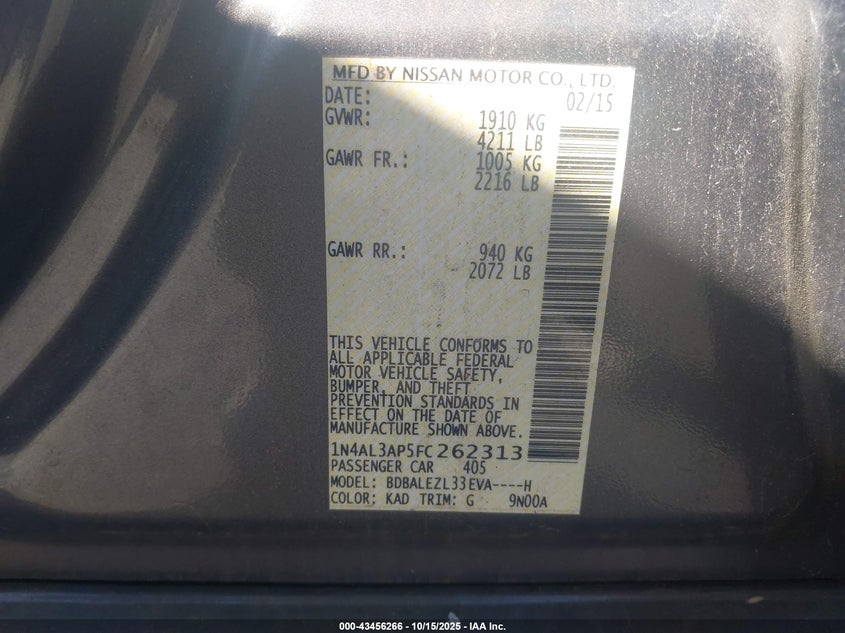 MFD BY NISSAN MOTOR CO., LTD.
DATE: 02/15
GVWR: 1910 KG
4211 LB
GAWR FR.: 1005 KG
2216 LB
GAWR RR.: 940 KG
2072 LB
THIS VEHICLE CONFORMS TO
ALL APPLICABLE FEDERAL
MOTOR VEHICLE SAFETY,
BUMPER, AND THEFT
PREVENTION STANDARDS IN
EFFECT ON THE DATE OF
MANUFACTURE SHOWN ABOVE.
1N4AL3AP5FC262313
PASSENGER CAR 405
MODEL: BDBALEZL33EVA----H
COLOR: KAD TRIM: G 9N00A
000-43456266 - 10/15/2025 - IAA Inc.